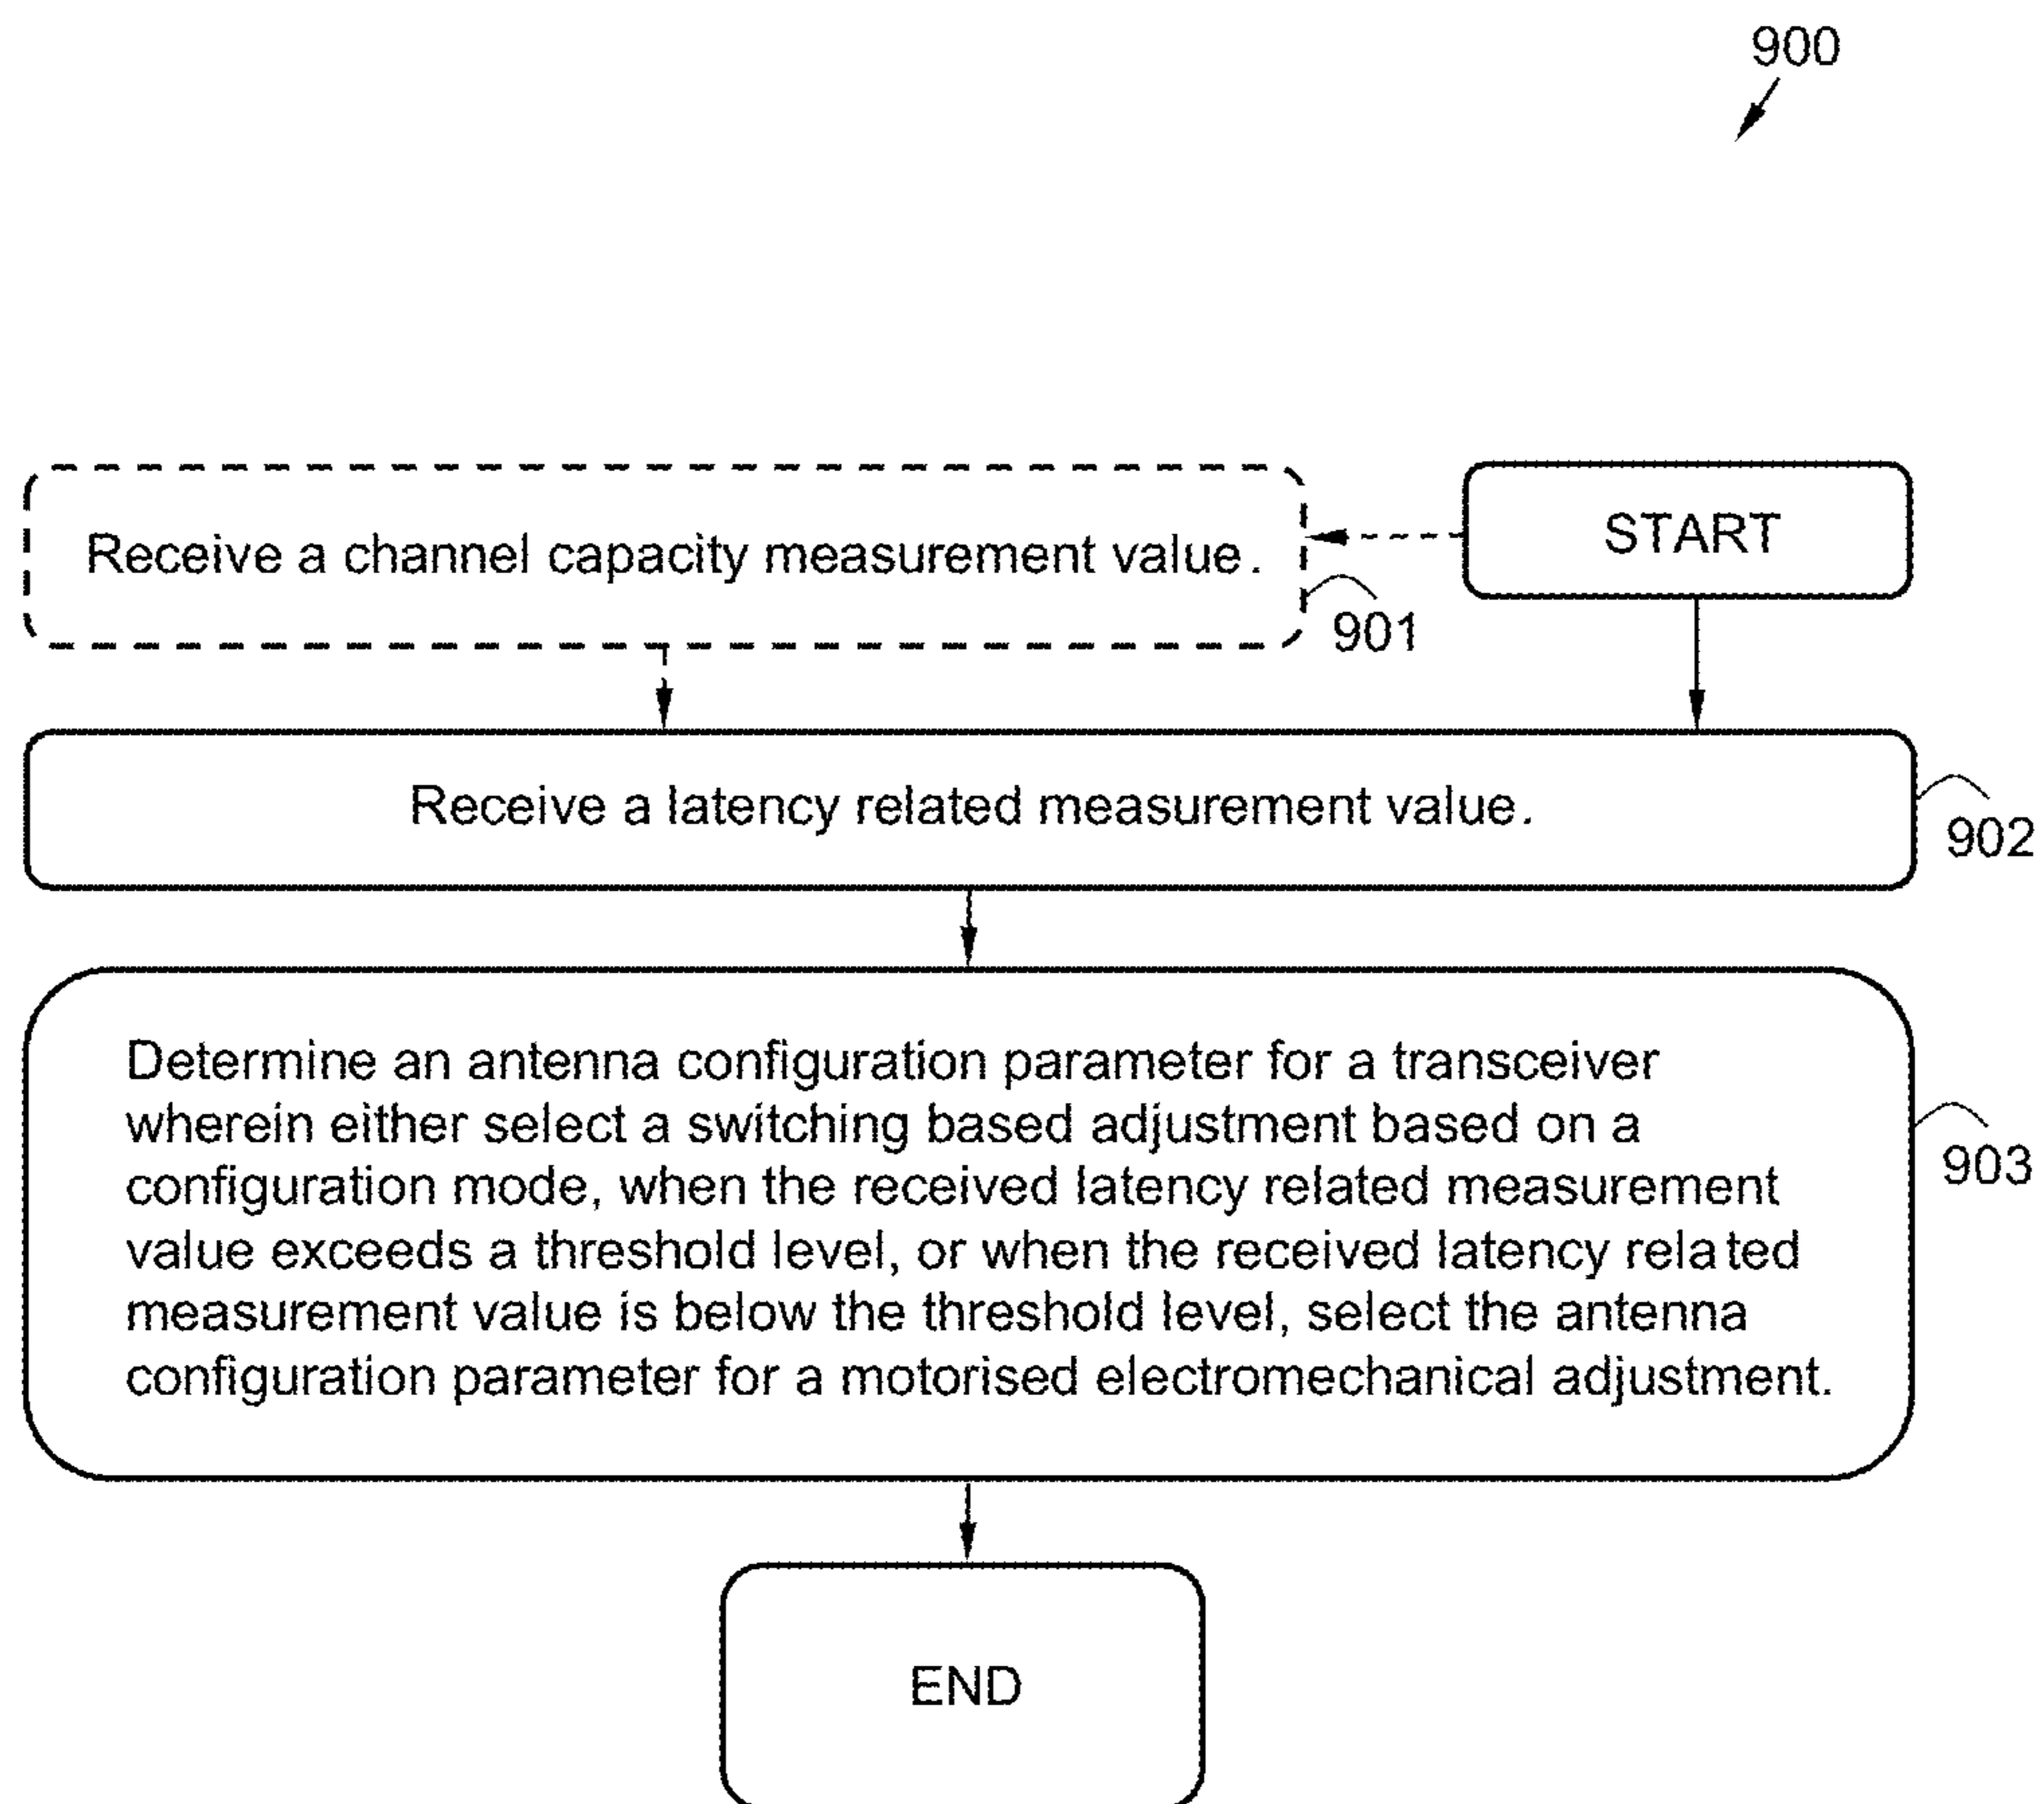 900
START
Receive a channel capacity measurement value.
901
Receive a latency related measurement value.
902
Determine an antenna configuration parameter for a transceiver
wherein either select a switching based adjustment based on a
configuration mode, when the received latency related measurement
value exceeds a threshold level, or when the received latency related
measurement value is below the threshold level, select the antenna
configuration parameter for a motorised electromechanical adjustment.
903
END